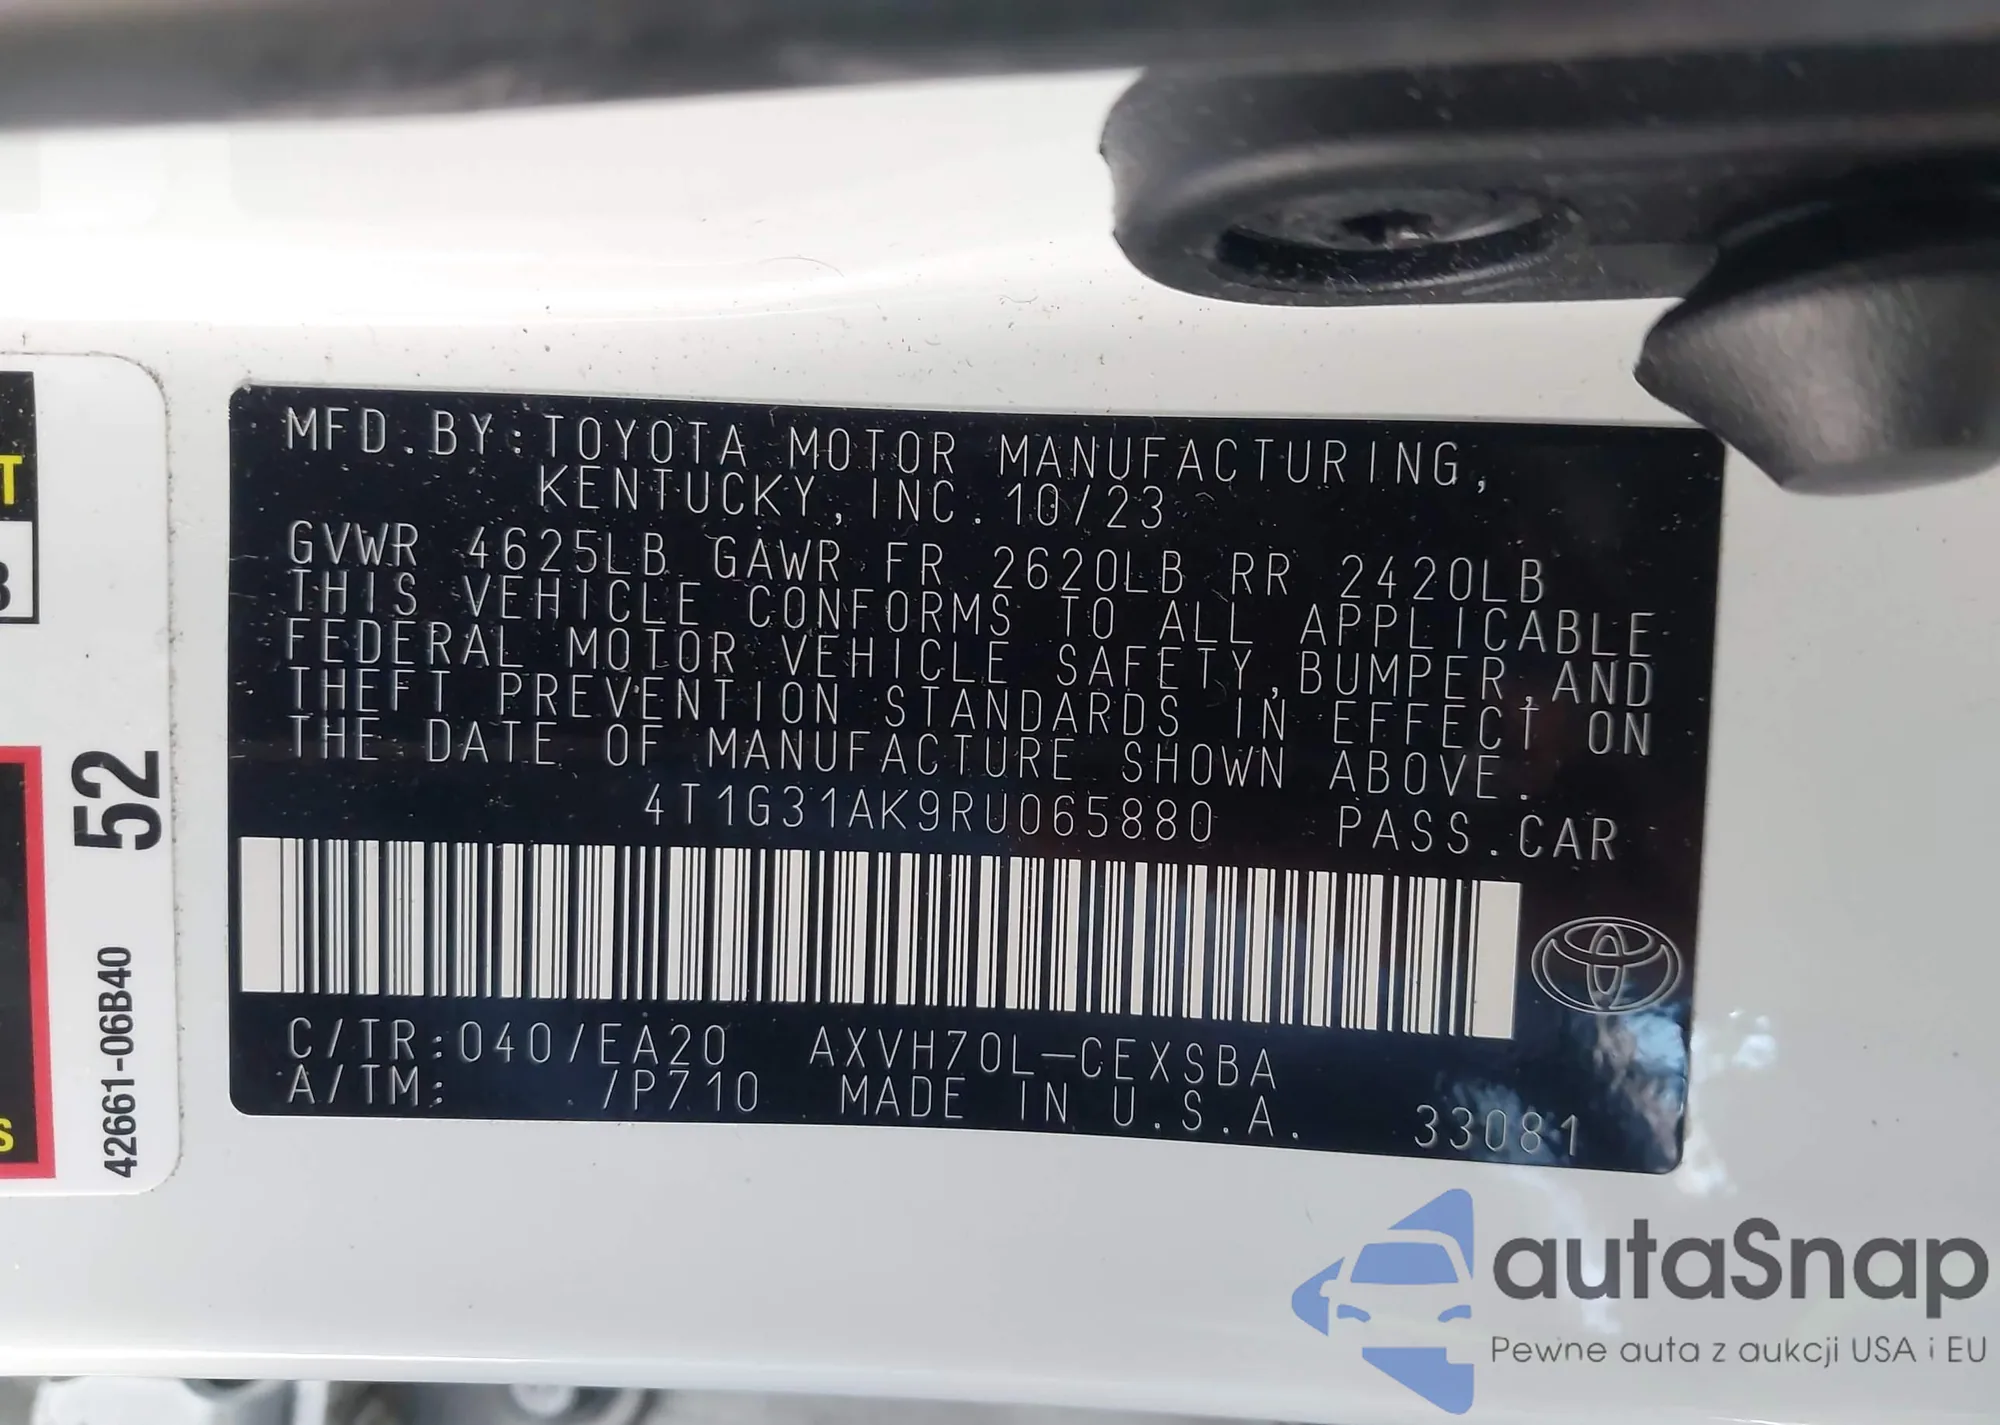 MFD.BY:TOYOTA MOTOR MANUFACTURING,
KENTUCKY, INC. 10/23
GVWR 4625LB GAWR FR 2620LB RR 2420LB
THIS VEHICLE CONFORMS TO ALL APPLICABLE
FEDERAL MOTOR VEHICLE SAFETY, BUMPER, AND
THEFT PREVENTION STANDARDS IN EFFECT ON
THE DATE OF MANUFACTURE SHOWN ABOVE.
4T1G31AK9RU065880 PASS.CAR
C/TR:040/EA20 AXVH70L-CEXSBA
A/TM: /P710 MADE IN U.S.A. 33081
52
42661-06B40
autaSnap
Pewne auta z aukcji USA i EU